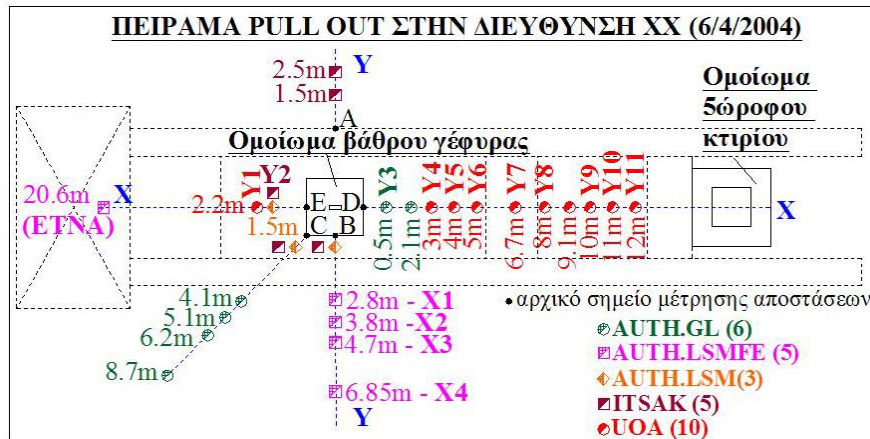 ΠΕΙΡΑΜΑ PULL OUT ΣΤΗΝ ΔΙΕΥΘΥΝΣΗ ΧΧ (6/4/2004)
2.5m
Y
1.5m
A
Ομοίωμα
5ώροφου
κτιρίου
Ομοίωμα βάθρου γέφυρας
20.6m
(ETNA)
X
2.2m
Y1
Y2
1.5m
E
D
C
B
Y3
0.5m
2.1m
Y4
3m
Y5
4m
Y6
5m
Y7
6.7m
Y8
8m
9.1m
Y9
10m
Y10
11m
Y11
12m
X
4.1m
5.1m
6.2m
8.7m
2.8m - X1
3.8m - X2
4.7m - X3
6.85m - X4
Y
• αρχικό σημείο μέτρησης αποστάσεων
AUTH.GL (6)
AUTH.LSMFE (5)
AUTH.LSM(3)
ITSAK (5)
UOA (10)